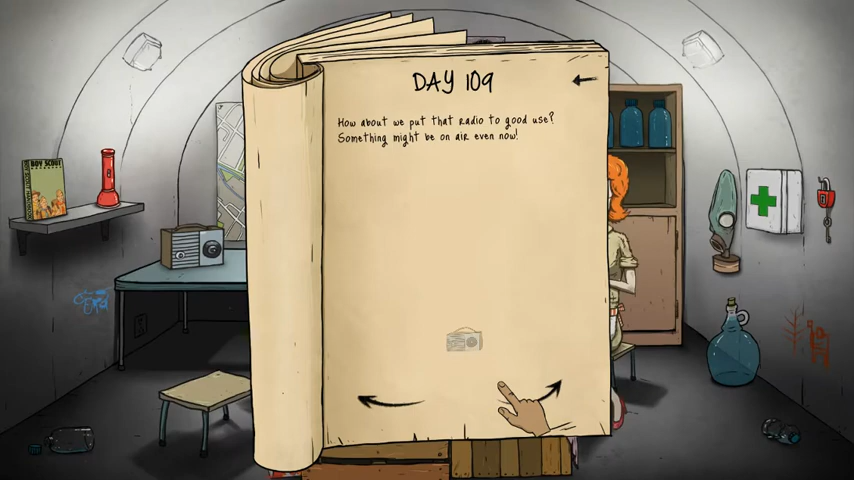 DAY 109
How about we put that radio to good use?
Something might be on air even now!
BOY SCOUT